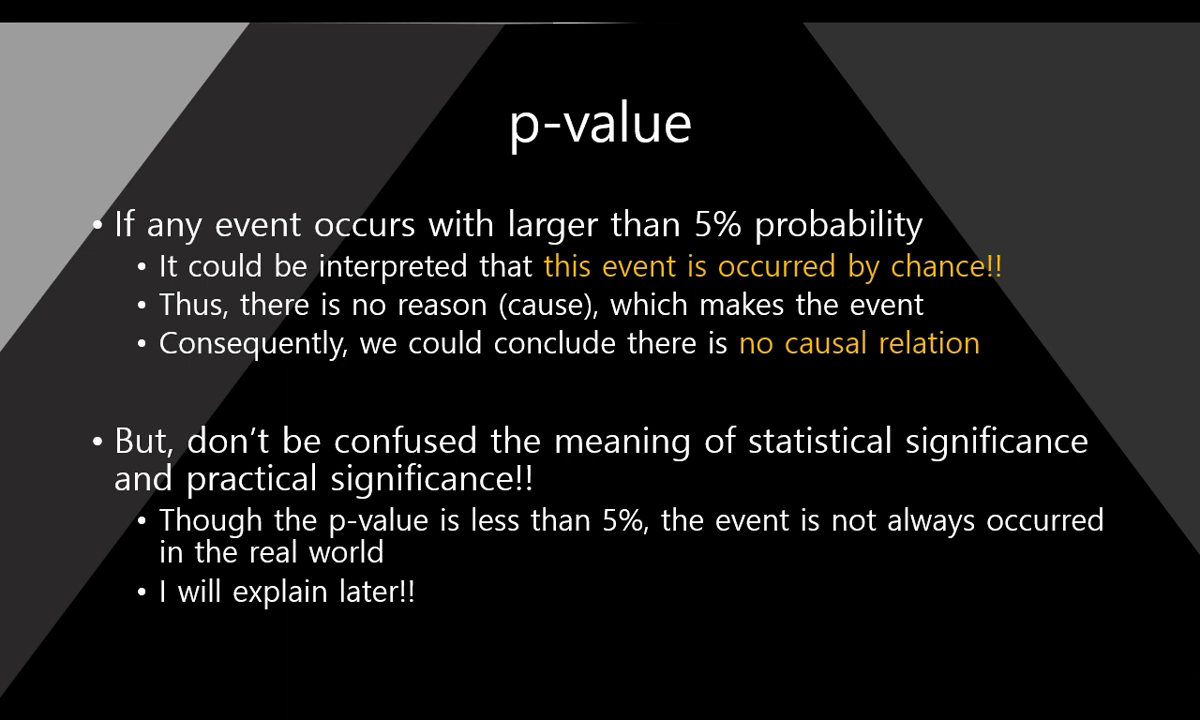 p-value
• If any event occurs with larger than 5% probability
• It could be interpreted that this event is occurred by chance!!
• Thus, there is no reason (cause), which makes the event
• Consequently, we could conclude there is no causal relation
• But, don’t be confused the meaning of statistical significance
and practical significance!!
• Though the p-value is less than 5%, the event is not always occurred
in the real world
• I will explain later!!